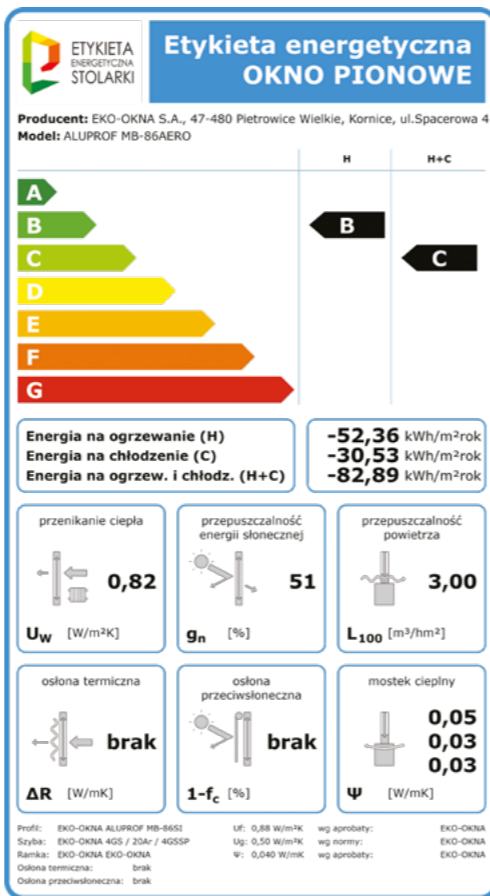 ETYKIETA
ENERGETYCZNA
STOLARKI
Etykieta energetyczna
OKNO PIONOWE
Producent: EKO-OKNA S.A., 47-480 Pietrowice Wielkie, Kornice, ul.Spacerowa 4
Model: ALUPROF MB-86AERO
H H+C
A
B B
C C
D
E
F
G
Energia na ogrzewanie (H) -52,36 kWh/m²rok
Energia na chłodzenie (C) -30,53 kWh/m²rok
Energia na ogrzew. i chłodz. (H+C) -82,89 kWh/m²rok
przenikanie ciepła
0,82
Uw [W/m²K]
przepuszczalność
energii słonecznej
51
gn [%]
przepuszczalność
powietrza
3,00
L100 [m³/hm²]
osłona termiczna
brak
ΔR [W/mK]
osłona
przeciwsłoneczna
brak
1-fc [%]
mostek cieplny
0,05
0,03
0,03
Ψ [W/mK]
Profil: EKO-OKNA ALUPROF MB-86SI Uf: 0,88 W/m²K wg aprobaty: EKO-OKNA
Szyba: EKO-OKNA 4GS / 20Ar / 4GSSP Ug: 0,50 W/m²K wg normy: EKO-OKNA
Ramka: EKO-OKNA EKO-OKNA Ψ: 0,040 W/mK wg aprobaty: EKO-OKNA
Osłona termiczna: brak
Osłona przeciwsłoneczna: brak